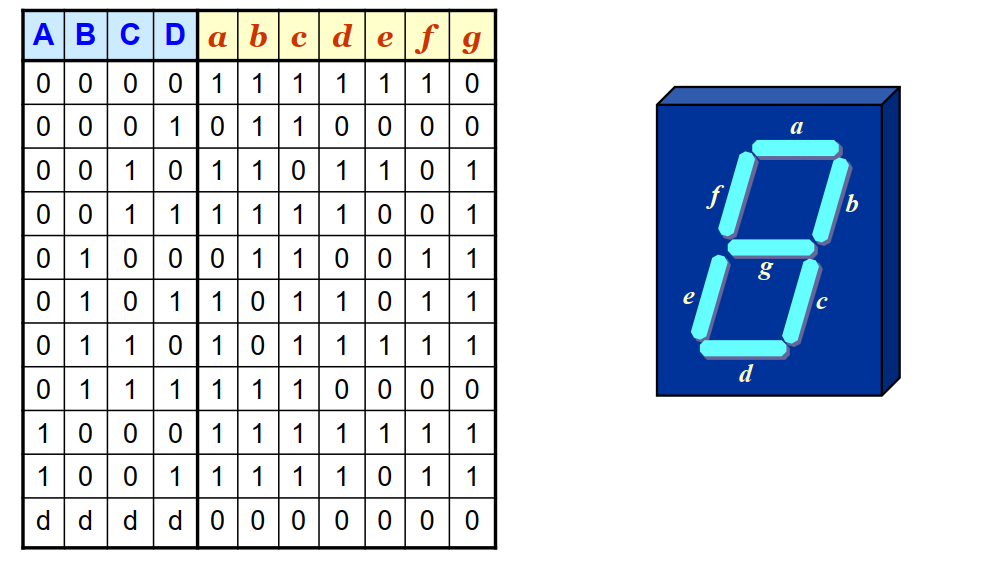 A B C D a b c d e f g
0 0 0 0 1 1 1 1 1 1 0
0 0 0 1 0 1 1 0 0 0 0
0 0 1 0 1 1 0 1 1 0 1
0 0 1 1 1 1 1 1 0 0 1
0 1 0 0 0 1 1 0 0 1 1
0 1 0 1 1 0 1 1 0 1 1
0 1 1 0 1 0 1 1 1 1 1
0 1 1 1 1 1 1 0 0 0 0
1 0 0 0 1 1 1 1 1 1 1
1 0 0 1 1 1 1 1 0 1 1
d d d d 0 0 0 0 0 0 0
a
f
b
g
e
c
d